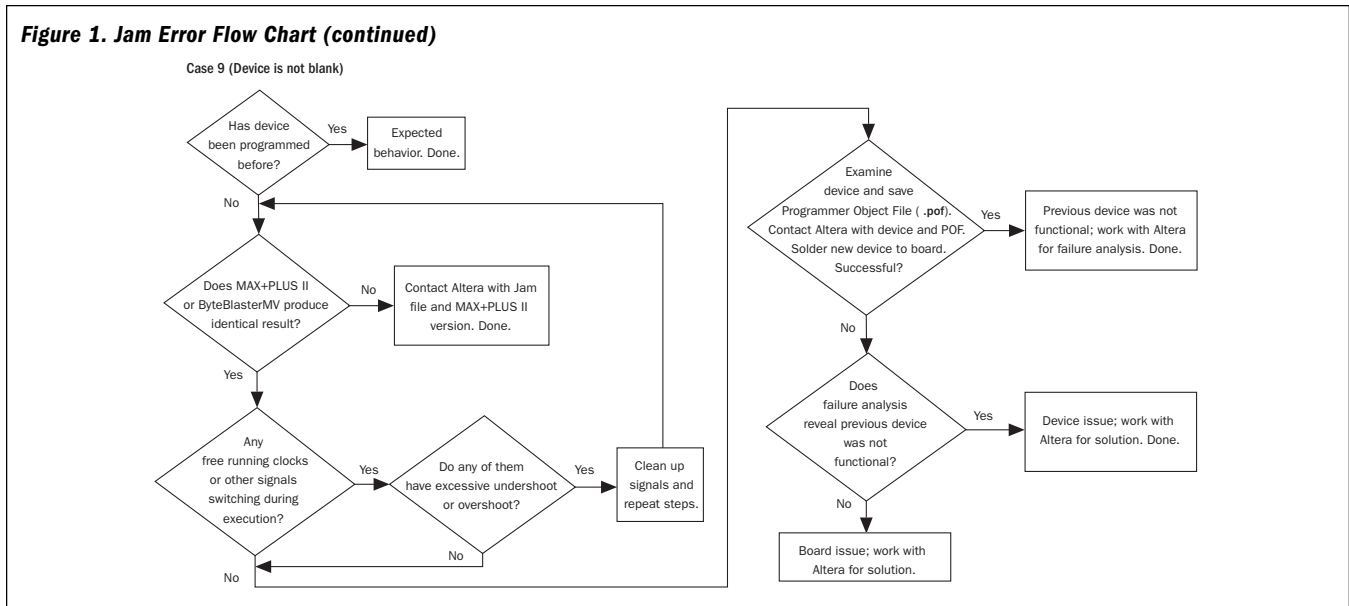 Figure 1. Jam Error Flow Chart (continued)
Case 9 (Device is not blank)
Has device
been programmed
before?
Yes
Expected
behavior. Done.
No
Does MAX+PLUS II
or ByteBlasterMV produce
identical result?
No
Contact Altera with Jam
file and MAX+PLUS II
version. Done.
Yes
Any
free running clocks
or other signals
switching during
execution?
Yes
Do any of them
have excessive undershoot
or overshoot?
Yes
Clean up
signals and
repeat steps.
No
No
Examine
device and save
Programmer Object File ( .pof).
Contact Altera with device and POF.
Solder new device to board.
Successful?
Yes
Previous device was not
functional; work with Altera
for failure analysis. Done.
No
Does
failure analysis
reveal previous device
was not
functional?
Yes
Device issue; work with
Altera for solution. Done.
No
Board issue; work with
Altera for solution.